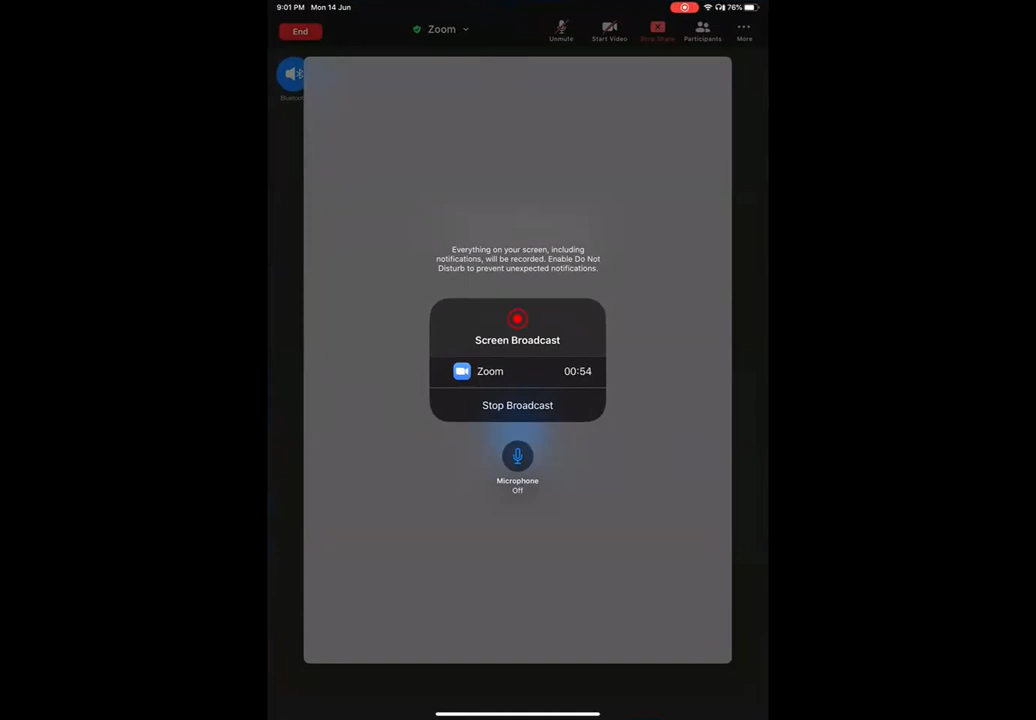 9:01 PM Mon 14 Jun
76%
End
Zoom
Unmute
Start Video
Stop Share
Participants
More
Bluetoot
Everything on your screen, including
notifications, will be recorded. Enable Do Not
Disturb to prevent unexpected notifications.
Screen Broadcast
Zoom 00:54
Stop Broadcast
Microphone
Off